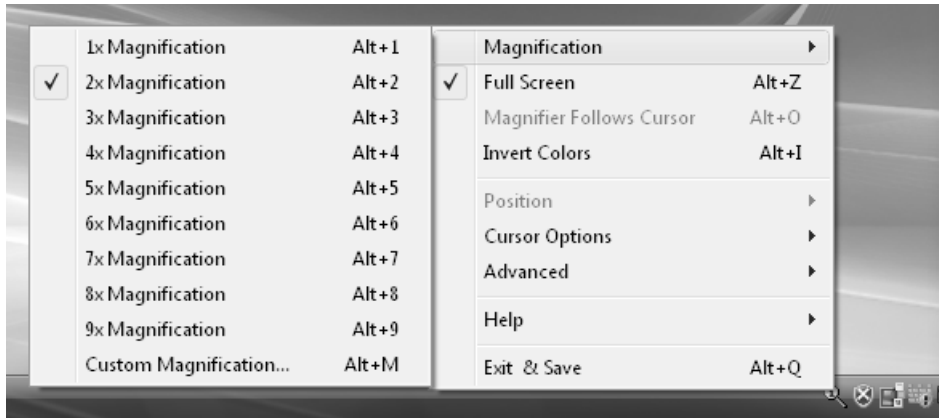 1x Magnification Alt+1
2x Magnification Alt+2
3x Magnification Alt+3
4x Magnification Alt+4
5x Magnification Alt+5
6x Magnification Alt+6
7x Magnification Alt+7
8x Magnification Alt+8
9x Magnification Alt+9
Custom Magnification... Alt+M
Magnification
Full Screen Alt+Z
Magnifier Follows Cursor Alt+O
Invert Colors Alt+I
Position
Cursor Options
Advanced
Help
Exit & Save Alt+Q